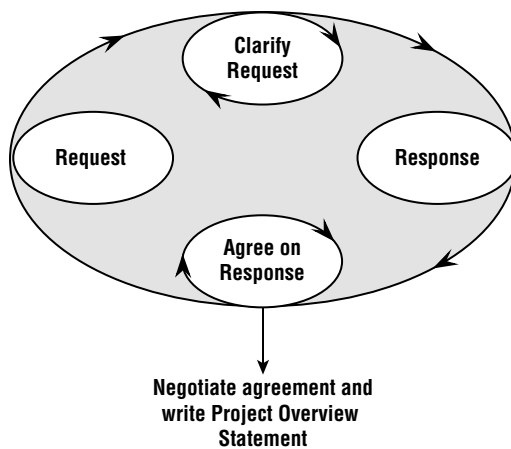 Clarify
Request
Request
Response
Agree on
Response
Negotiate agreement and
write Project Overview
Statement